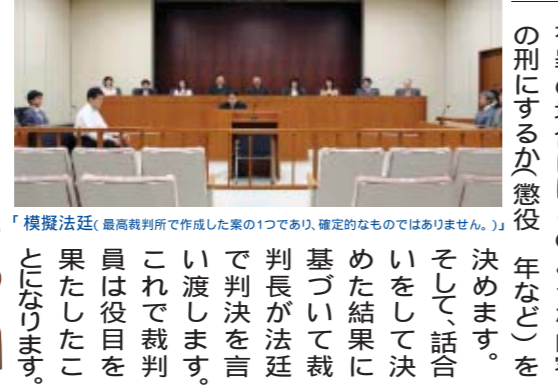 の刑にするか(懲役 年など)を
決めます。
そして、話合
いをして決
めた結果に
基づいて裁
判長が法廷
で判決を言
い渡します。
これで裁判
員は役目を
果たしたこ
とになります。
「模擬法廷(最高裁判所で作成した案の1つであり、確定的なものではありません。)」